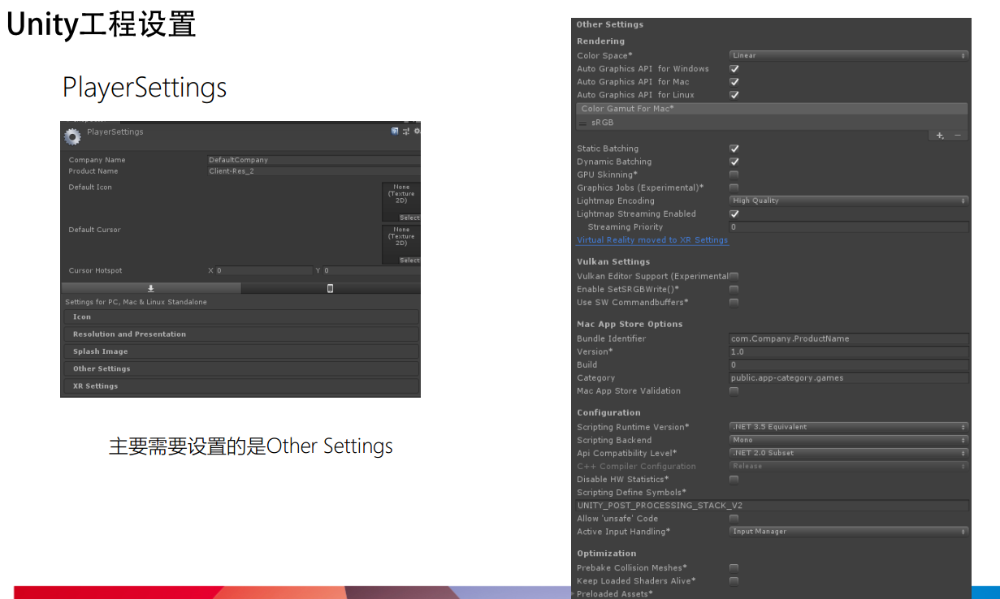 Unity工程设置
PlayerSettings
PlayerSettings
Company Name DefaultCompany
Product Name Client-Res_2
Default Icon
None
(Texture
2D)
Select
Default Cursor
None
(Texture
2D)
Select
Cursor Hotspot X 0 Y 0
Settings for PC, Mac & Linux Standalone
Icon
Resolution and Presentation
Splash Image
Other Settings
XR Settings
主要需要设置的是Other Settings
Other Settings
Rendering
Color Space* Linear
Auto Graphics API for Windows
Auto Graphics API for Mac
Auto Graphics API for Linux
Color Gamut For Mac*
sRGB
Static Batching
Dynamic Batching
GPU Skinning*
Graphics Jobs (Experimental)*
Lightmap Encoding High Quality
Lightmap Streaming Enabled
Streaming Priority 0
Virtual Reality moved to XR Settings
Vulkan Settings
Vulkan Editor Support (Experimental
Enable SetSRGBWrite()*
Use SW Commandbuffers*
Mac App Store Options
Bundle Identifier com.Company.ProductName
Version* 1.0
Build 0
Category public.app-category.games
Mac App Store Validation
Configuration
Scripting Runtime Version* .NET 3.5 Equivalent
Scripting Backend Mono
Api Compatibility Level* .NET 2.0 Subset
C++ Compiler Configuration Release
Disable HW Statistics*
Scripting Define Symbols*
UNITY_POST_PROCESSING_STACK_V2
Allow 'unsafe' Code
Active Input Handling* Input Manager
Optimization
Prebake Collision Meshes*
Keep Loaded Shaders Alive*
Preloaded Assets*